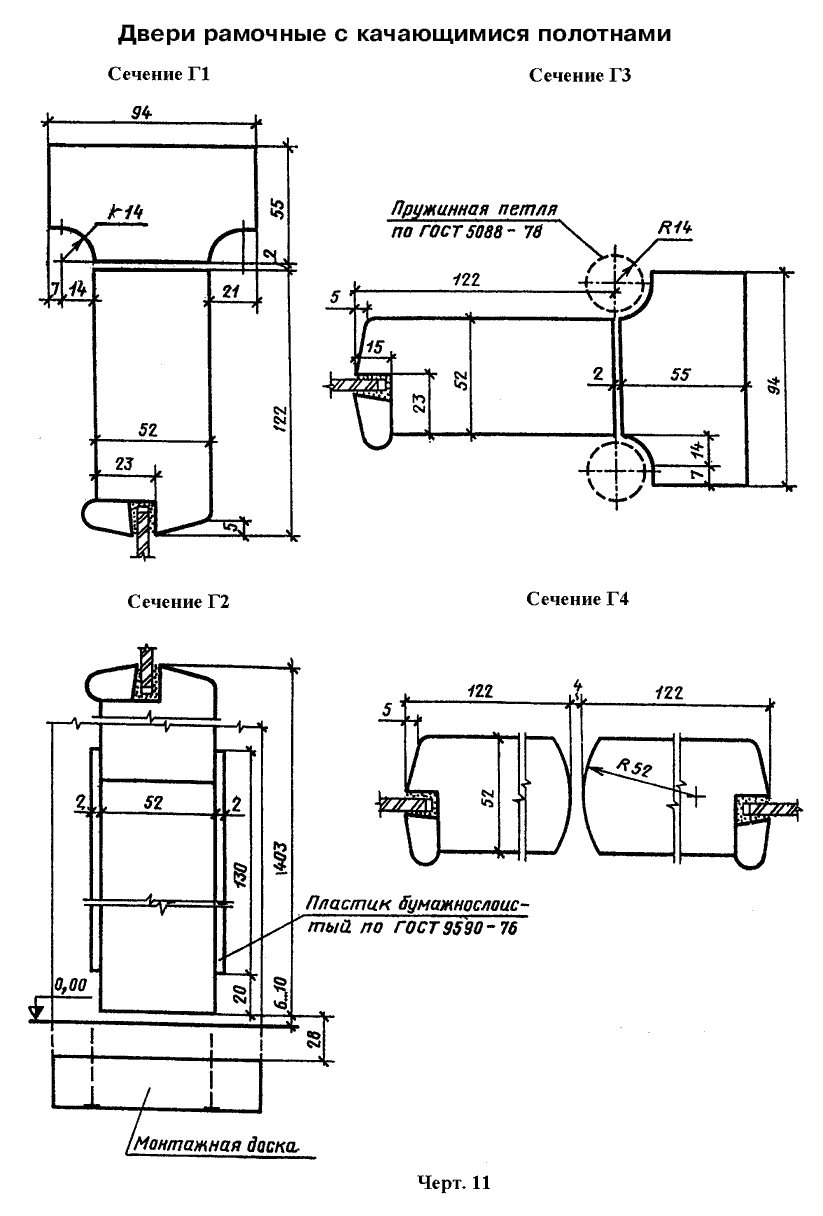 Двери рамочные с качающимися полотнами
Сечение Г1
94
k 14
55
2
7
14
21
122
52
23
5
Сечение Г3
Пружинная петля
по ГОСТ 5088 - 78
R14
122
5
15
52
23
2
55
94
14
7
Сечение Г2
2
52
2
130
403
20
6...10
0,00
28
Пластик бумажнослоис-
тый по ГОСТ 9590 - 76
Монтажная доска
Сечение Г4
122
4
122
5
52
R 52
Черт. 11